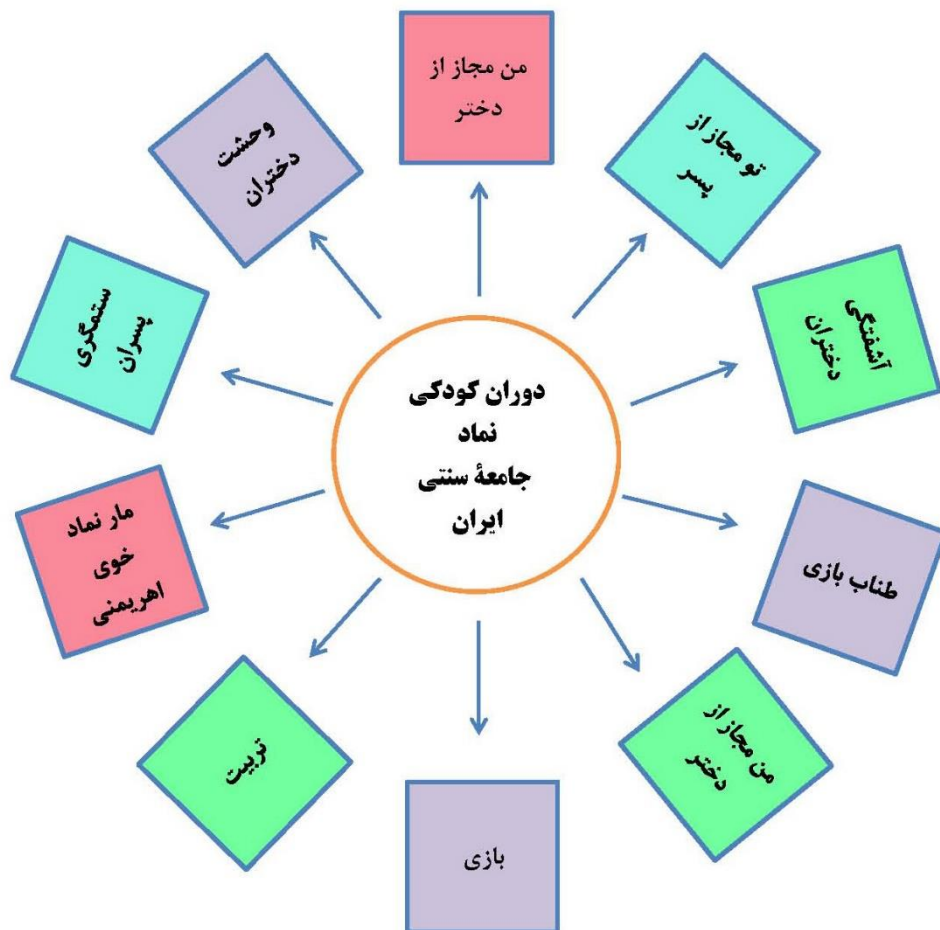 من مجاز از
دختر
تو مجاز از
پسر
آشفتگی
دختران
طناب بازی
من مجاز از
دختر
بازی
تربیت
مار نماد
خوی
اهریمنی
ستمگری
پسران
وحشت
دختران
دوران کودکی
نماد
جامعهٔ سنتی
ایران